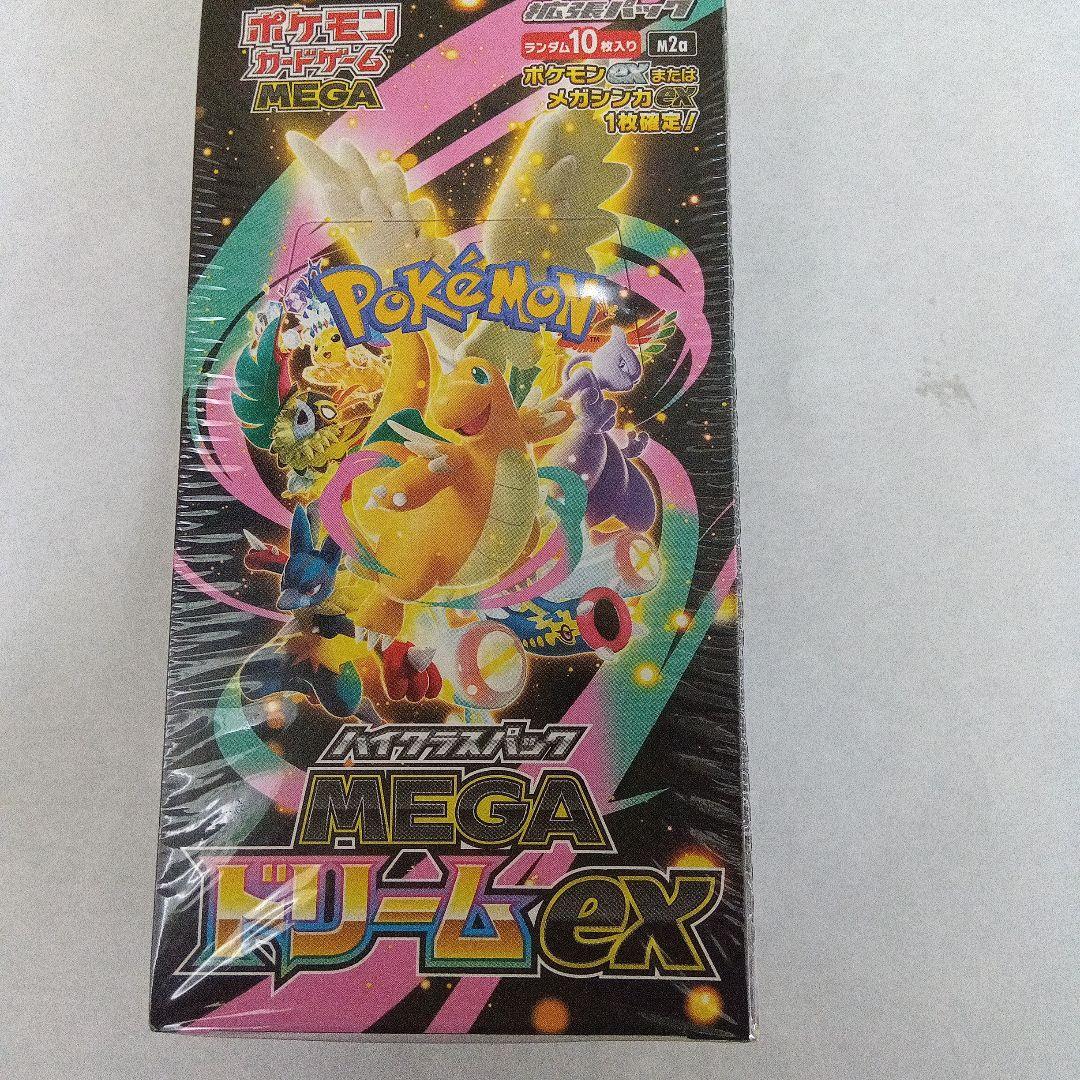 ポケモン
カードゲーム
MEGA
拡張パック
ランダム10枚入り M2a
ポケモンexまたは
メガシンカex
1枚確定!
POKéMON
TM
ハイクラスパック
MEGA
ドリームex